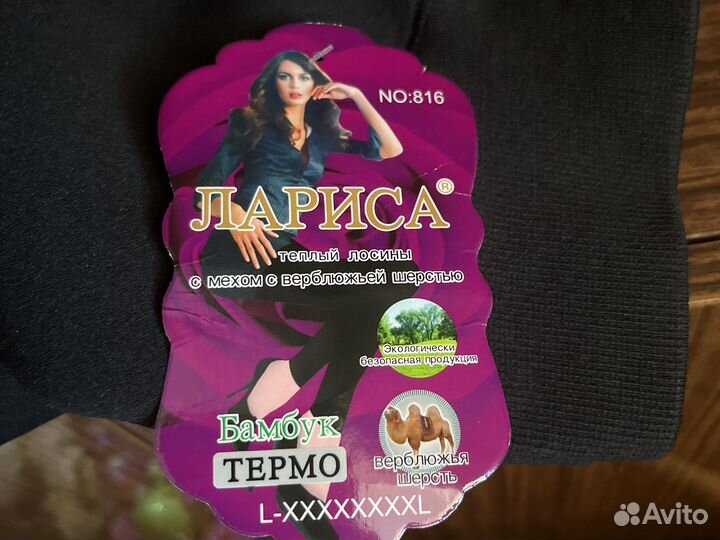 NO:816
ЛАРИСА®
теплый лосины
с мехом с верблюжьей шерстью
Экологически
безопасная продукция
Бамбук
ТЕРМО
верблюжья
шерсть
L-XXXXXXXXL
Avito